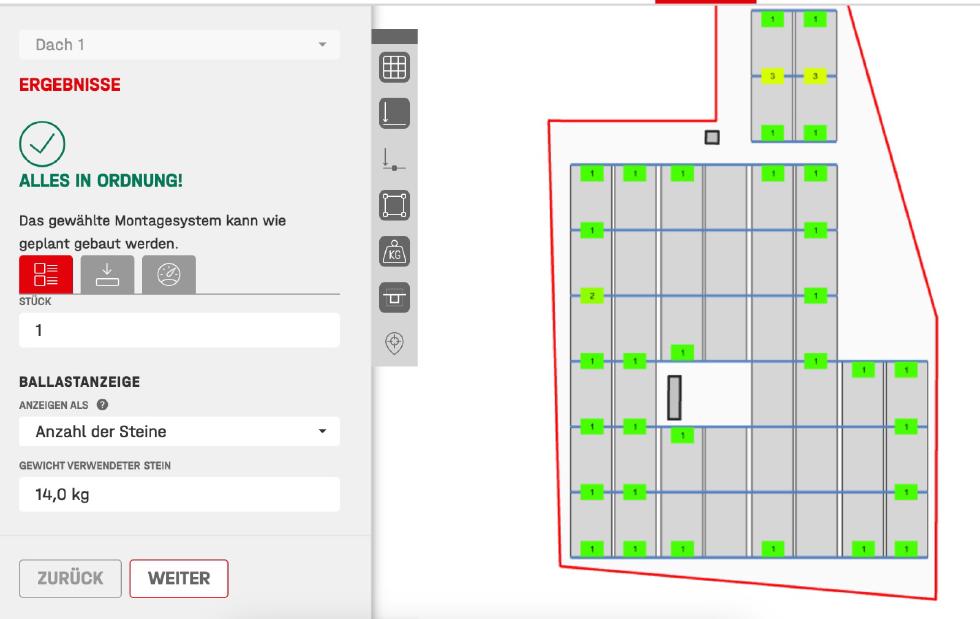 Dach 1
ERGEBNISSE
ALLES IN ORDNUNG!
Das gewählte Montagesystem kann wie
geplant gebaut werden.
STÜCK
1
BALLASTANZEIGE
ANZEIGEN ALS ?
Anzahl der Steine
GEWICHT VERWENDETER STEIN
14,0 kg
ZURÜCK WEITER
KG
1 1
3 3
1 1
1 1 1 1 1
1 1
2 1
1
1 1 1
1 1
1 1 1
1
1 1 1
1 1 1 1 1 1